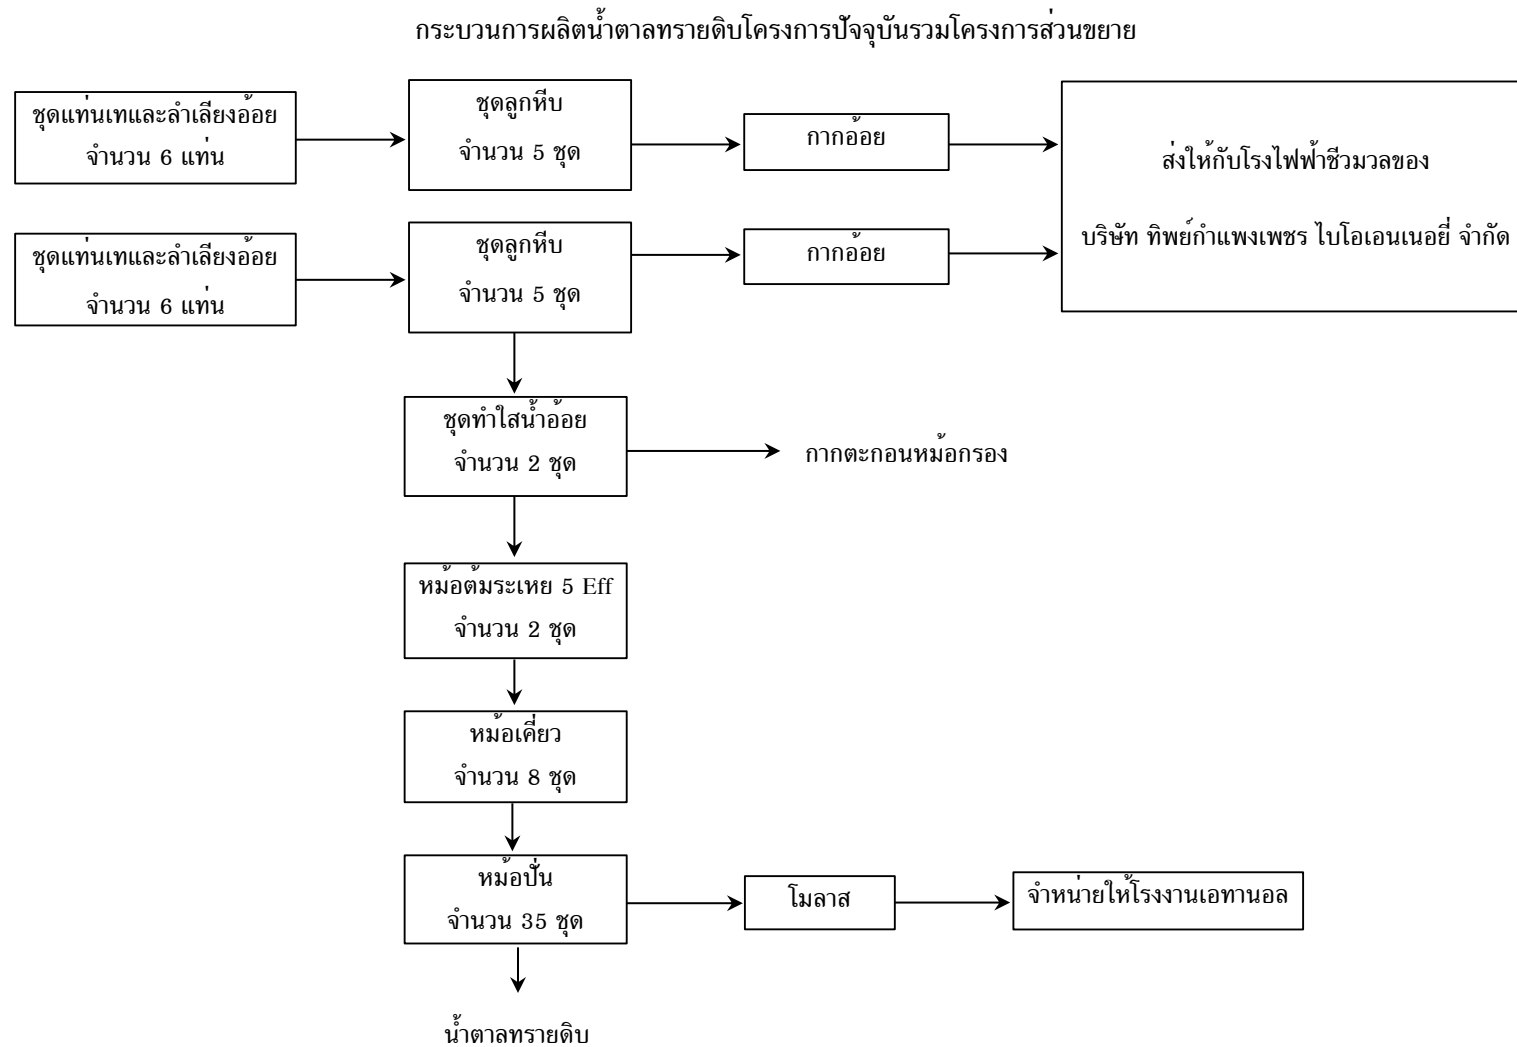 กระบวนการผลิตน้ำตาลทรายดิบโครงการปัจจุบันรวมโครงการส่วนขยาย
ชุดแท่นเทและลำเลียงอ้อย
จำนวน 6 แท่น
ชุดลูกหีบ
จำนวน 5 ชุด
กากอ้อย
ส่งให้กับโรงไฟฟ้าชีวมวลของ
บริษัท ทิพย์กำแพงเพชร ไบโอเอนเนอยี่ จำกัด
ชุดแท่นเทและลำเลียงอ้อย
จำนวน 6 แท่น
ชุดลูกหีบ
จำนวน 5 ชุด
กากอ้อย
ชุดทำใสน้ำอ้อย
จำนวน 2 ชุด
กากตะกอนหม้อกรอง
หม้อต้มระเหย 5 Eff
จำนวน 2 ชุด
หม้อเคี่ยว
จำนวน 8 ชุด
หม้อปั่น
จำนวน 35 ชุด
โมลาส
จำหน่ายให้โรงงานเอทานอล
น้ำตาลทรายดิบ